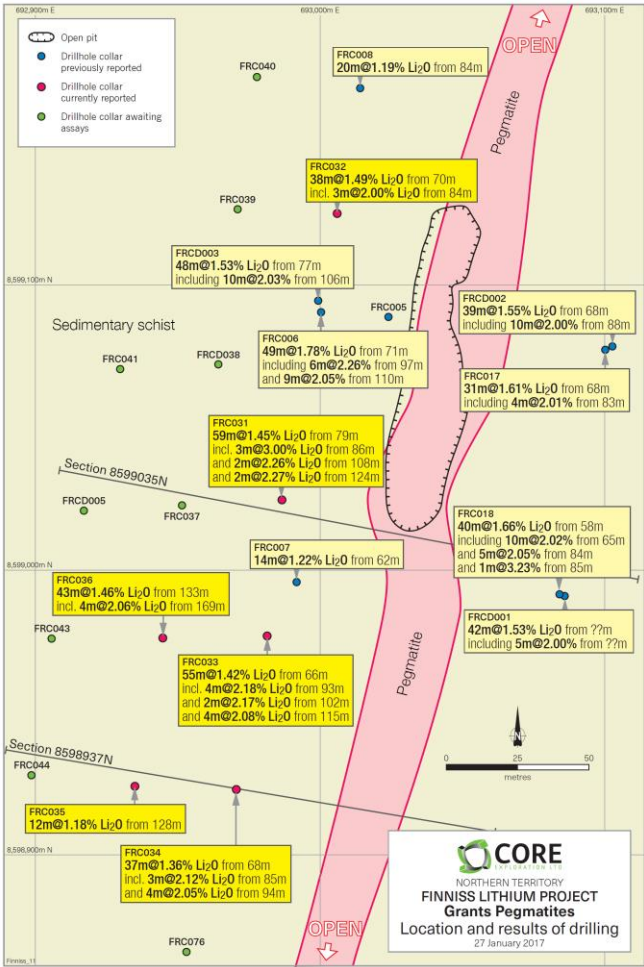 692,900m E
693,000m E
693,100m E
Open pit
Drillhole collar
previously reported
Drillhole collar
currently reported
Drillhole collar awaiting
assays
OPEN
FRC040
FRC008
20m@1.19% Li2O from 84m
Pegmatite
FRC032
38m@1.49% Li2O from 70m
incl. 3m@2.00% Li2O from 84m
FRC039
FRCD003
48m@1.53% Li2O from 77m
including 10m@2.03% from 106m
8,599,100m N
FRC005
FRCD002
39m@1.55% Li2O from 68m
including 10m@2.00% from 88m
Sedimentary schist
FRC006
49m@1.78% Li2O from 71m
including 6m@2.26% from 97m
and 9m@2.05% from 110m
FRC041
FRCD038
FRC017
31m@1.61% Li2O from 68m
including 4m@2.01% from 83m
FRC031
59m@1.45% Li2O from 79m
incl. 3m@3.00% Li2O from 86m
and 2m@2.26% Li2O from 108m
and 2m@2.27% Li2O from 124m
Section 8599035N
FRCD005
FRC037
FRC018
40m@1.66% Li2O from 58m
including 10m@2.02% from 65m
and 5m@2.05% from 84m
and 1m@3.23% from 85m
FRC007
14m@1.22% Li2O from 62m
8,599,000m N
FRC036
43m@1.46% Li2O from 133m
incl. 4m@2.06% Li2O from 169m
FRCD001
42m@1.53% Li2O from ??m
including 5m@2.00% from ??m
FRC043
FRC033
55m@1.42% Li2O from 66m
incl. 4m@2.18% Li2O from 93m
and 2m@2.17% Li2O from 102m
and 4m@2.08% Li2O from 115m
Pegmatite
N
Section 8598937N
FRC044
0 25 50
metres
FRC035
12m@1.18% Li2O from 128m
FRC034
37m@1.36% Li2O from 68m
incl. 3m@2.12% Li2O from 85m
and 4m@2.05% Li2O from 94m
8,598,900m N
CORE
EXPLORATION LTD
NORTHERN TERRITORY
FINNISS LITHIUM PROJECT
Grants Pegmatites
Location and results of drilling
27 January 2017
OPEN
FRC076
Finniss_11